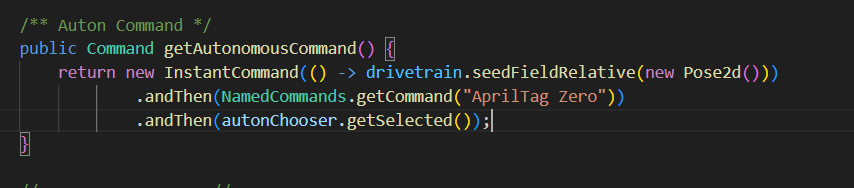 /** Auton Command */
public Command getAutonomousCommand() {
return new InstantCommand(() -> drivetrain.seedFieldRelative(new Pose2d()))
.andThen(NamedCommands.getCommand("AprilTag Zero"))
.andThen(autonChooser.getSelected());
}